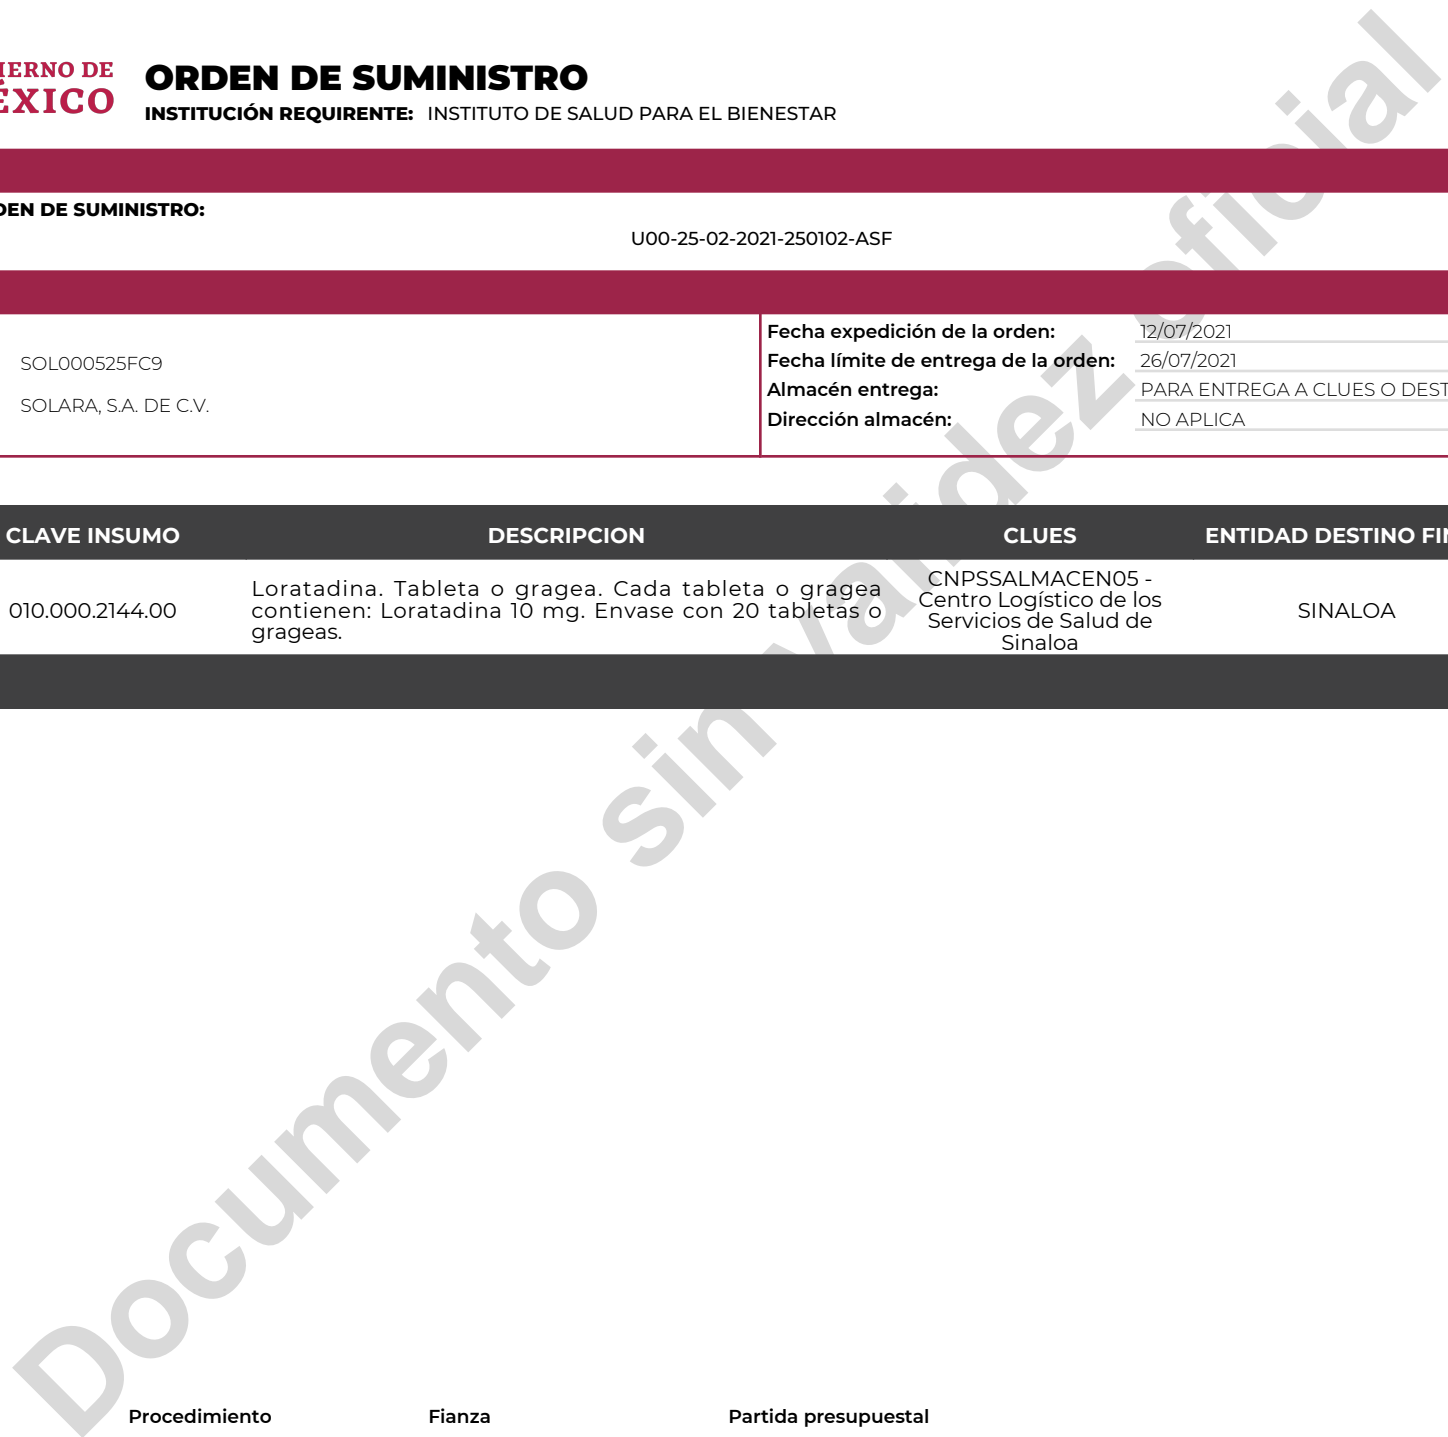 IERNO DE
ÉXICO
ORDEN DE SUMINISTRO
INSTITUCIÓN REQUIRENTE: INSTITUTO DE SALUD PARA EL BIENESTAR
DEN DE SUMINISTRO:
U00-25-02-2021-250102-ASF
SOL000525FC9
SOLARA, S.A. DE C.V.
Fecha expedición de la orden: 12/07/2021
Fecha límite de entrega de la orden: 26/07/2021
Almacén entrega: PARA ENTREGA A CLUES O DEST
Dirección almacén: NO APLICA
CLAVE INSUMO DESCRIPCION CLUES ENTIDAD DESTINO FIN
010.000.2144.00
Loratadina. Tableta o gragea. Cada tableta o gragea
contienen: Loratadina 10 mg. Envase con 20 tabletas o
grageas.
CNPSSALMACEN05 -
Centro Logístico de los
Servicios de Salud de
Sinaloa
SINALOA
Documento sin validez oficial
Procedimiento Fianza Partida presupuestal